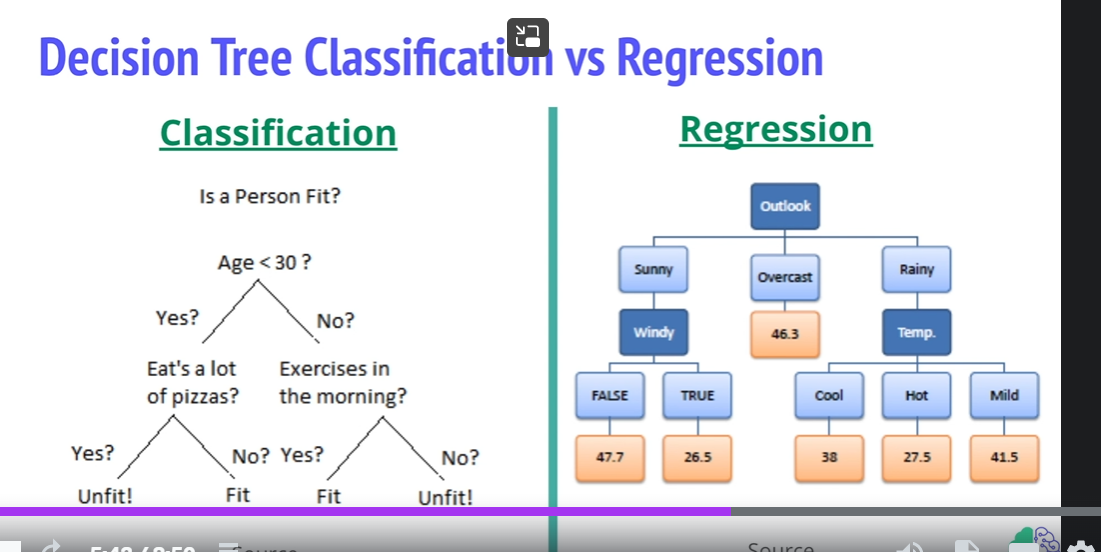 Decision Tree Classification vs Regression
Classification
Is a Person Fit?
Age < 30 ?
Yes?
No?
Eat's a lot
of pizzas?
Exercises in
the morning?
Yes?
No?
Yes?
No?
Unfit!
Fit
Fit
Unfit!
Regression
Outlook
Sunny
Overcast
Rainy
Windy
46.3
Temp.
FALSE
TRUE
Cool
Hot
Mild
47.7
26.5
38
27.5
41.5
Source
Source